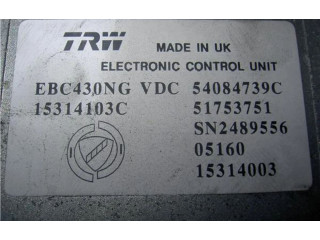 TRW MADE IN UK
ELECTRONIC CONTROL UNIT
EBC430NG VDC 54084739C
15314103C 51753751
SN2489556
05160
15314003